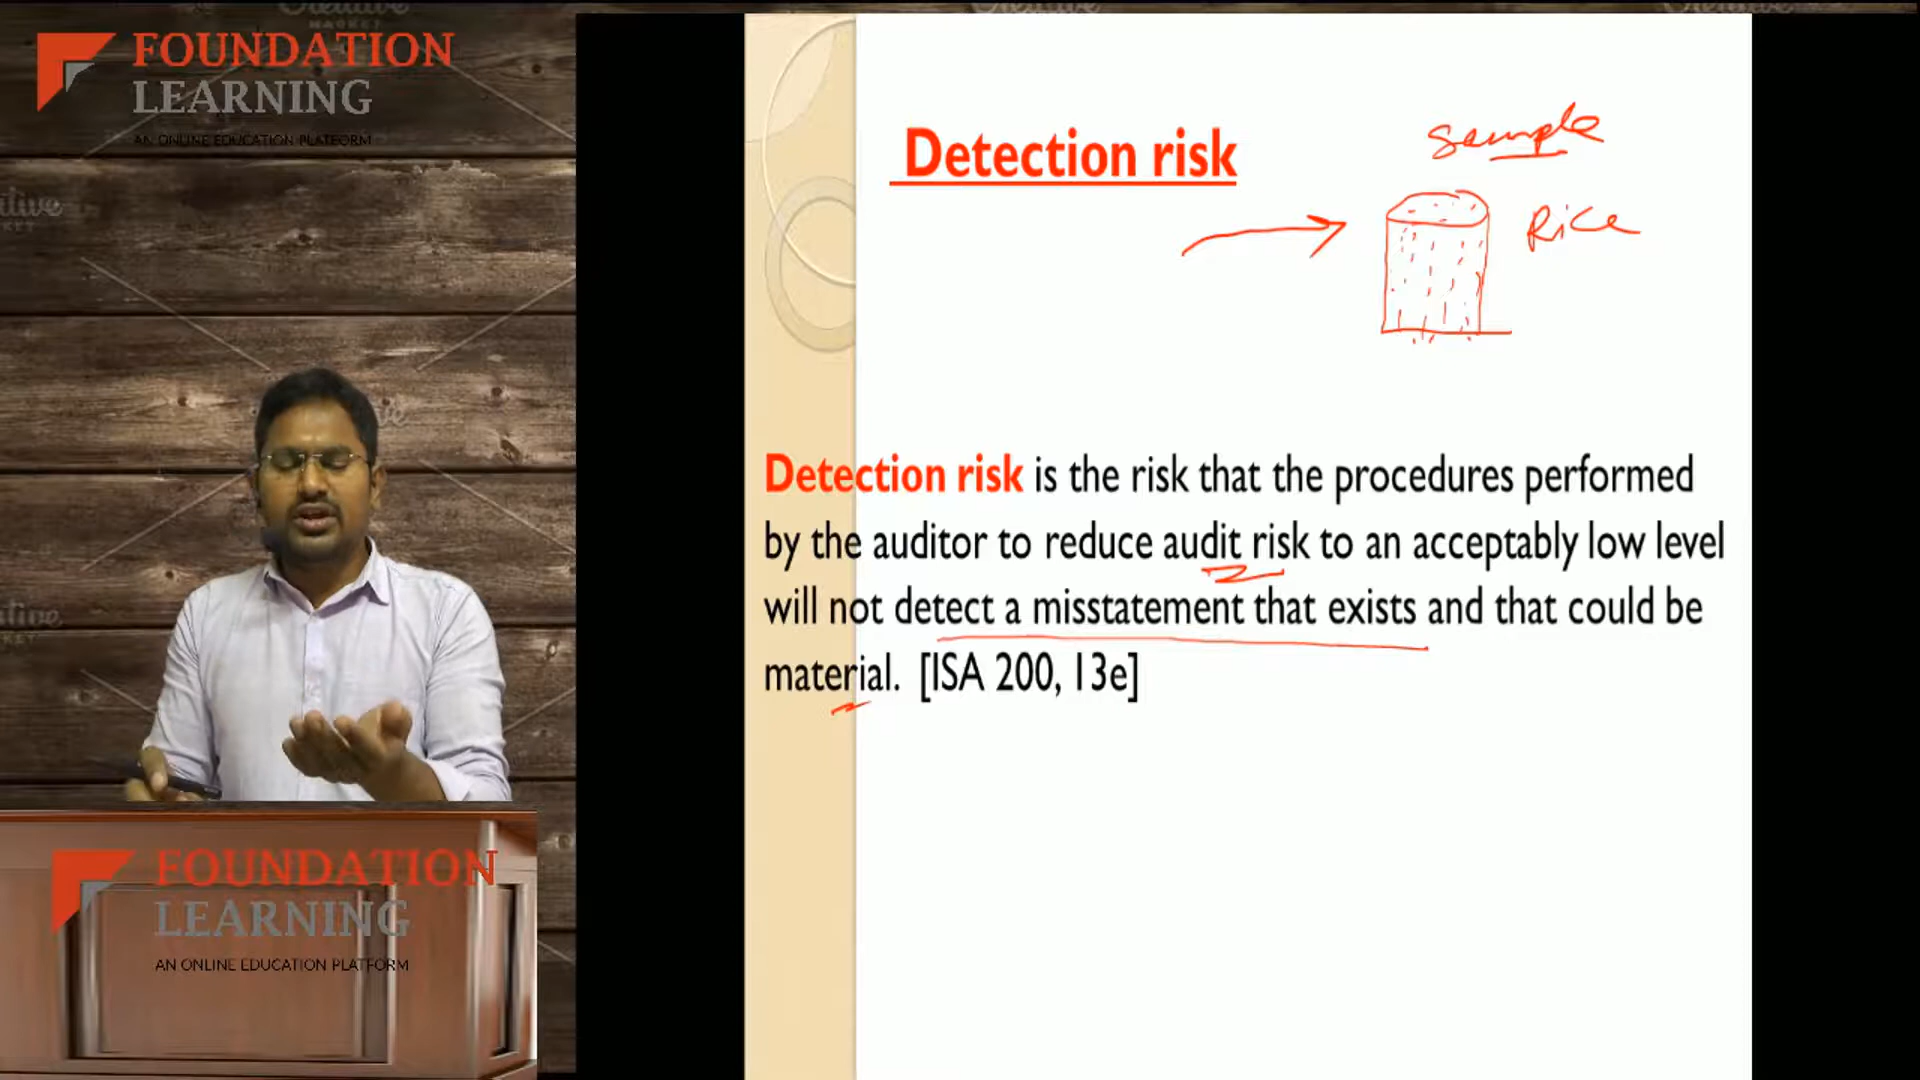 FOUNDATION
LEARNING
AN ONLINE EDUCATION PLATFORM
Detection risk
Sample
Rice
Detection risk is the risk that the procedures performed
by the auditor to reduce audit risk to an acceptably low level
will not detect a misstatement that exists and that could be
material. [ISA 200, 13e]
FOUNDATION
LEARNING
AN ONLINE EDUCATION PLATFORM